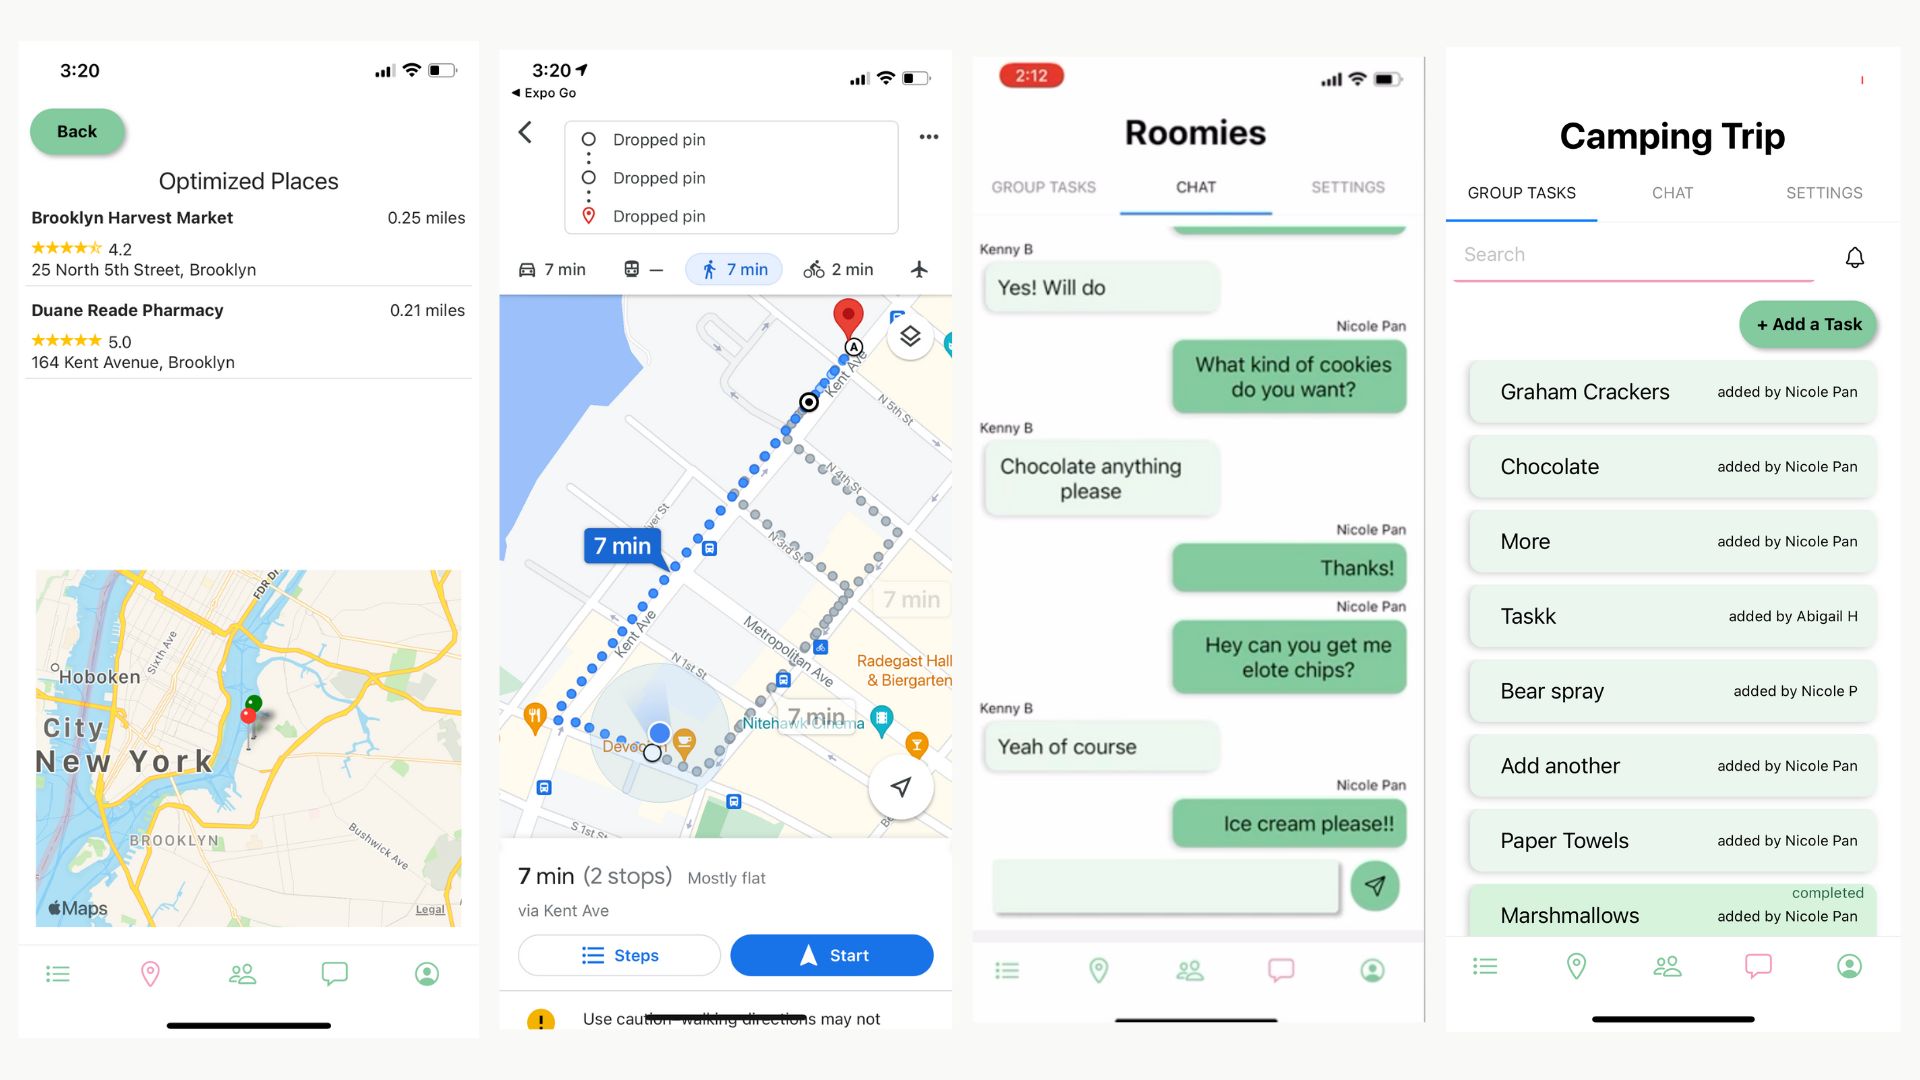 3:20
Back
Optimized Places
Brooklyn Harvest Market 0.25 miles
4.2
25 North 5th Street, Brooklyn
Duane Reade Pharmacy 0.21 miles
5.0
164 Kent Avenue, Brooklyn
FDR Dr
Sixth Ave
Hoboken
City
New York
BROOKLYN
Bushwick Ave
Maps
Legal
3:20
Expo Go
Dropped pin
Dropped pin
Dropped pin
7 min — 7 min 2 min
A
Kent Ave
N 5th St
N 4th St
7 min
N 3rd St
7 min
Kent Ave
Metropolitan Ave
N 1st St
Radegast Hall
& Biergarten
7 min
Nitehawk Cinema
S 1st St
7 min (2 stops) Mostly flat
via Kent Ave
Steps
Start
Use caution walking directions may not
2:12
Roomies
GROUP TASKS CHAT SETTINGS
Kenny B
Yes! Will do
Nicole Pan
What kind of cookies
do you want?
Kenny B
Chocolate anything
please
Nicole Pan
Thanks!
Nicole Pan
Hey can you get me
elote chips?
Kenny B
Yeah of course
Nicole Pan
Ice cream please!!
Camping Trip
GROUP TASKS CHAT SETTINGS
Search
+ Add a Task
Graham Crackers added by Nicole Pan
Chocolate added by Nicole Pan
More added by Nicole Pan
Taskk added by Abigail H
Bear spray added by Nicole P
Add another added by Nicole Pan
Paper Towels added by Nicole Pan
completed
Marshmallows added by Nicole Pan